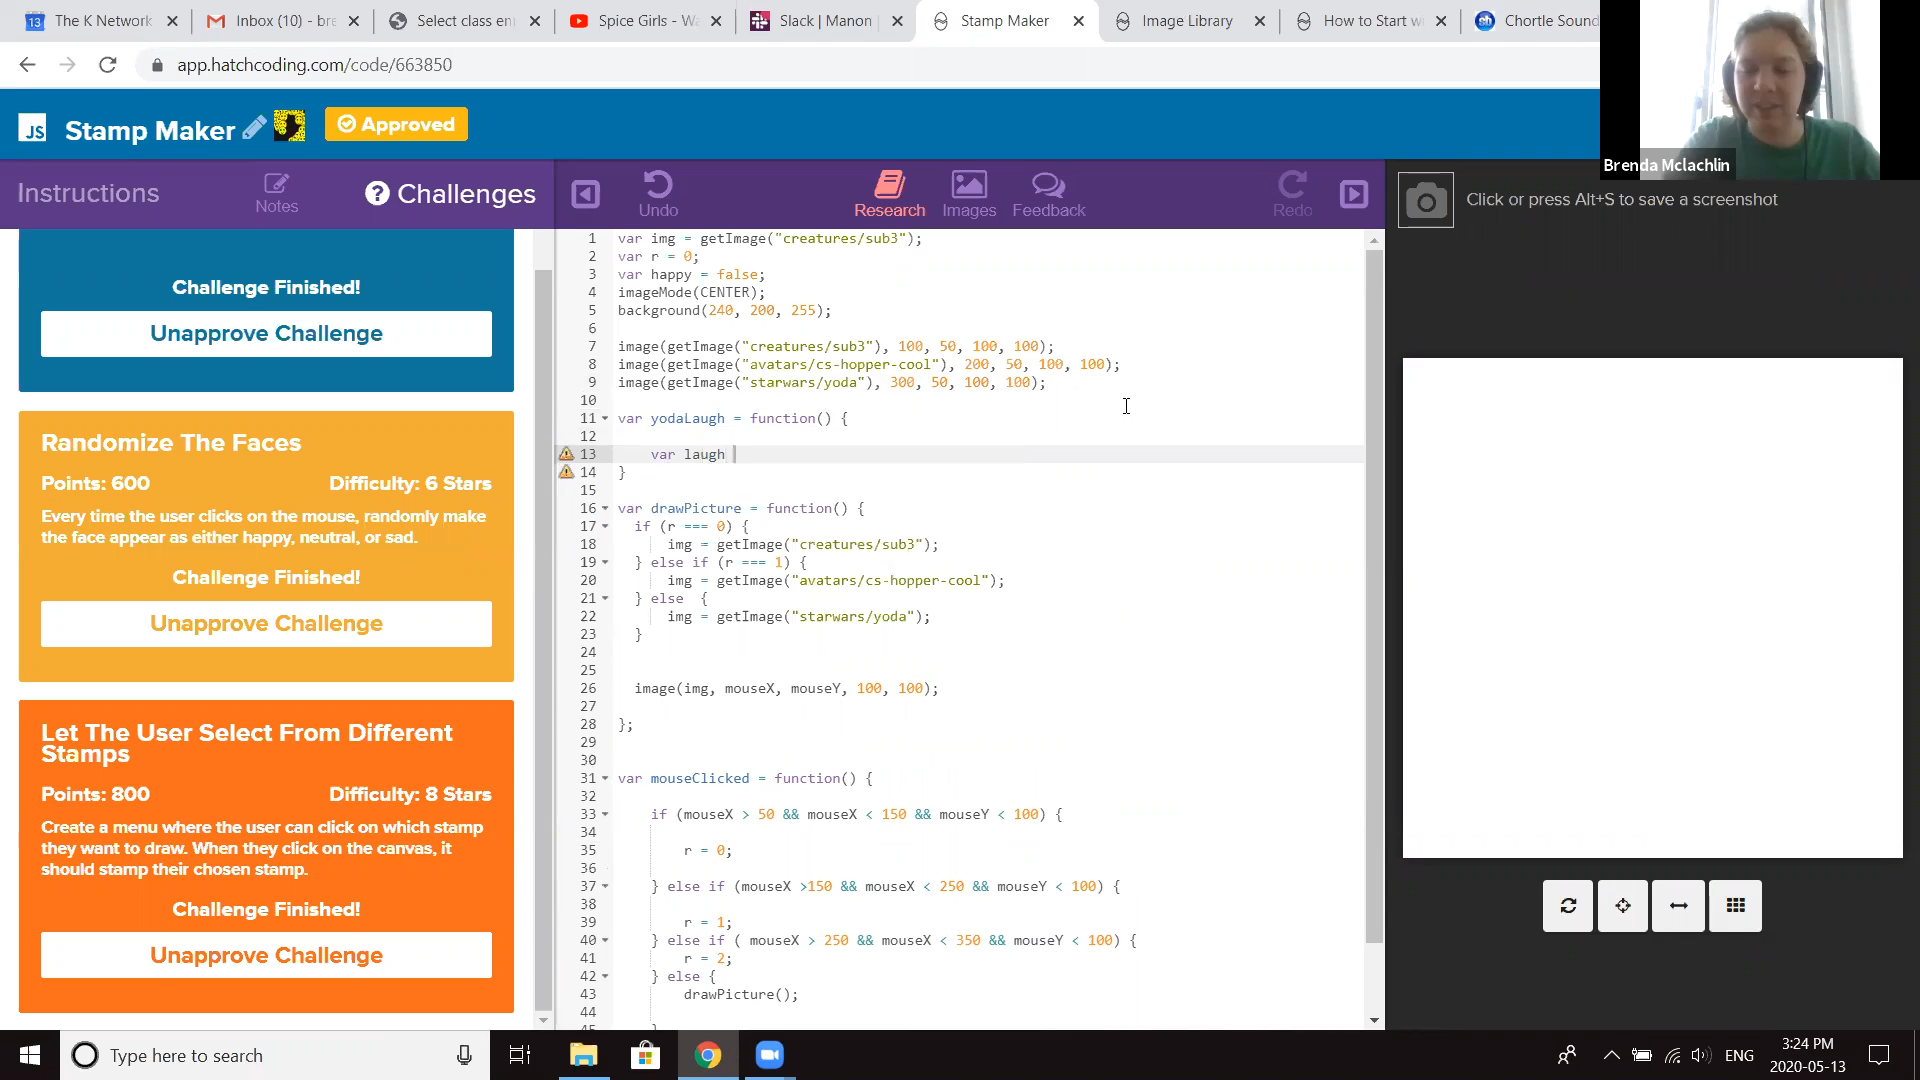 The K Network
Inbox (10) - bre
Select class en
Spice Girls - Wa
Slack | Manon
Stamp Maker
Image Library
How to Start w
Chortle Soun
app.hatchcoding.com/code/663850
JS Stamp Maker Approved
Brenda Mclachlin
Instructions
Notes
? Challenges
Undo
Research
Images
Feedback
Redo
Click or press Alt+S to save a screenshot
Challenge Finished!
Unapprove Challenge
Randomize The Faces
Points: 600 Difficulty: 6 Stars
Every time the user clicks on the mouse, randomly make
the face appear as either happy, neutral, or sad.
Challenge Finished!
Unapprove Challenge
Let The User Select From Different
Stamps
Points: 800 Difficulty: 8 Stars
Create a menu where the user can click on which stamp
they want to draw. When they click on the canvas, it
should stamp their chosen stamp.
Challenge Finished!
Unapprove Challenge
1 var img = getImage("creatures/sub3");
2 var r = 0;
3 var happy = false;
4 imageMode(CENTER);
5 background(240, 200, 255);
6
7 image(getImage("creatures/sub3"), 100, 50, 100, 100);
8 image(getImage("avatars/cs-hopper-cool"), 200, 50, 100, 100);
9 image(getImage("starwars/yoda"), 300, 50, 100, 100);
10
11 var yodaLaugh = function() {
12
13 var laugh
14 }
15
16 var drawPicture = function() {
17 if (r === 0) {
18 img = getImage("creatures/sub3");
19 } else if (r === 1) {
20 img = getImage("avatars/cs-hopper-cool");
21 } else {
22 img = getImage("starwars/yoda");
23 }
24
25
26 image(img, mouseX, mouseY, 100, 100);
27
28 };
29
30
31 var mouseClicked = function() {
32
33 if (mouseX > 50 && mouseX < 150 && mouseY < 100) {
34
35 r = 0;
36
37 } else if (mouseX >150 && mouseX < 250 && mouseY < 100) {
38
39 r = 1;
40 } else if ( mouseX > 250 && mouseX < 350 && mouseY < 100) {
41 r = 2;
42 } else {
43 drawPicture();
44
45 }
Type here to search
ENG
3:24 PM
2020-05-13